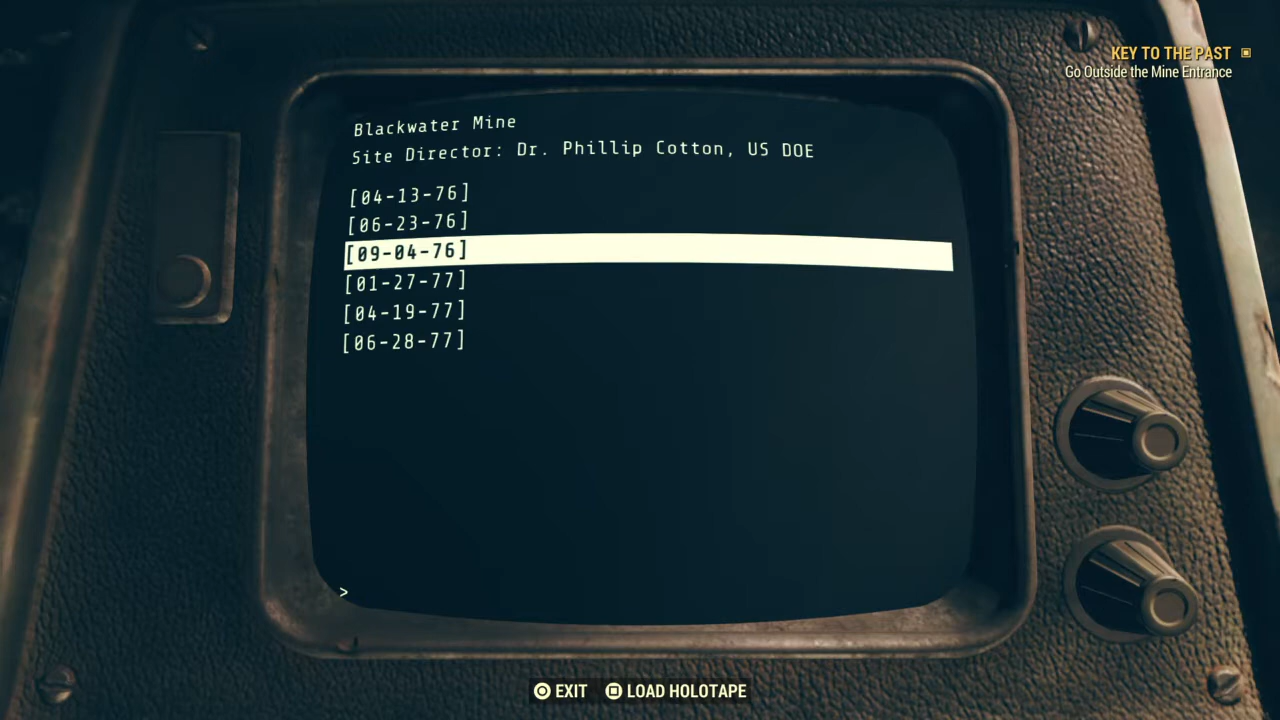 KEY TO THE PAST
Go Outside the Mine Entrance
Blackwater Mine
Site Director: Dr. Phillip Cotton, US DOE
[04-13-76]
[06-23-76]
[09-04-76]
[01-27-77]
[04-19-77]
[06-28-77]
>
EXIT LOAD HOLOTAPE